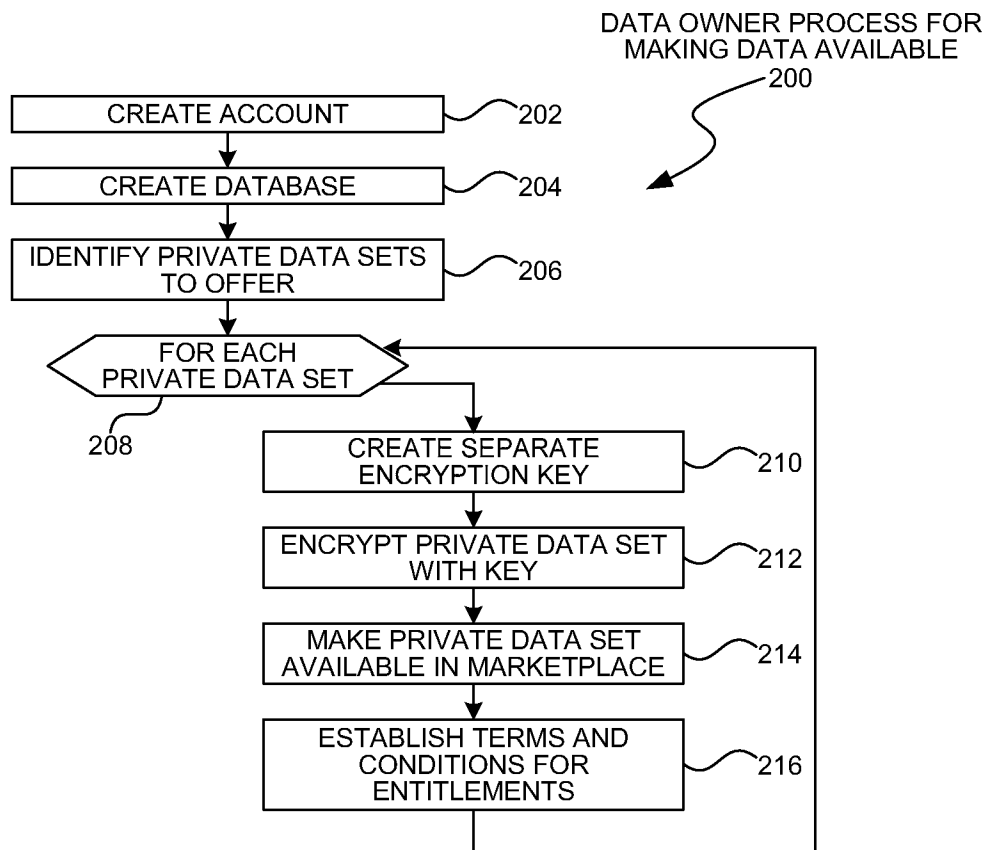 DATA OWNER PROCESS FOR
MAKING DATA AVAILABLE
200
CREATE ACCOUNT
202
CREATE DATABASE
204
IDENTIFY PRIVATE DATA SETS
TO OFFER
206
FOR EACH
PRIVATE DATA SET
208
CREATE SEPARATE
ENCRYPTION KEY
210
ENCRYPT PRIVATE DATA SET
WITH KEY
212
MAKE PRIVATE DATA SET
AVAILABLE IN MARKETPLACE
214
ESTABLISH TERMS AND
CONDITIONS FOR
ENTITLEMENTS
216